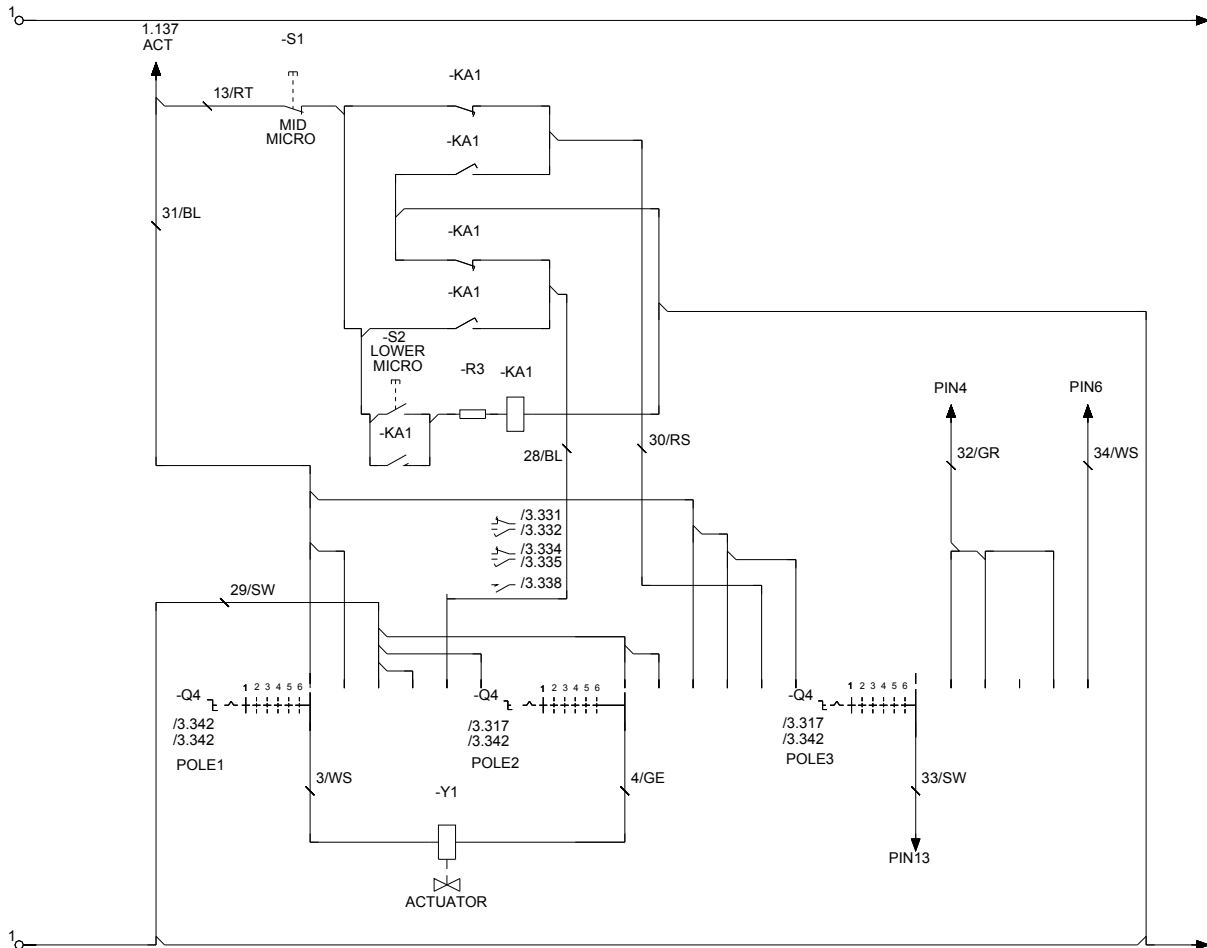 1
1.137
ACT
-S1
-KA1
13/RT
MID
MICRO
-KA1
31/BL
-KA1
-KA1
-S2
LOWER
MICRO
-R3
-KA1
-KA1
PIN4
PIN6
28/BL
30/RS
32/GR
34/WS
/3.331
/3.332
/3.334
/3.335
/3.338
29/SW
-Q4
1 2 3 4 5 6
/3.342
/3.342
POLE1
-Q4
1 2 3 4 5 6
/3.317
/3.342
POLE2
-Q4
1 2 3 4 5 6
/3.317
/3.342
POLE3
3/WS
-Y1
4/GE
33/SW
PIN13
ACTUATOR
1